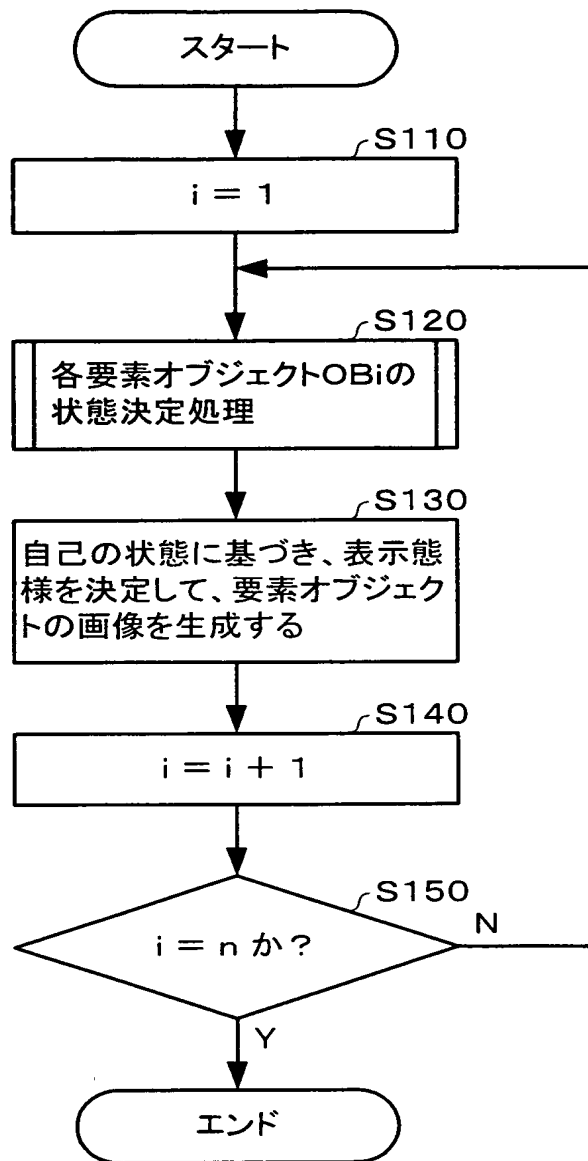 スタート
S110
i = 1
S120
各要素オブジェクトOBiの
状態決定処理
S130
自己の状態に基づき、表示態
様を決定して、要素オブジェク
トの画像を生成する
S140
i = i + 1
S150
i = n か?
N
Y
エンド